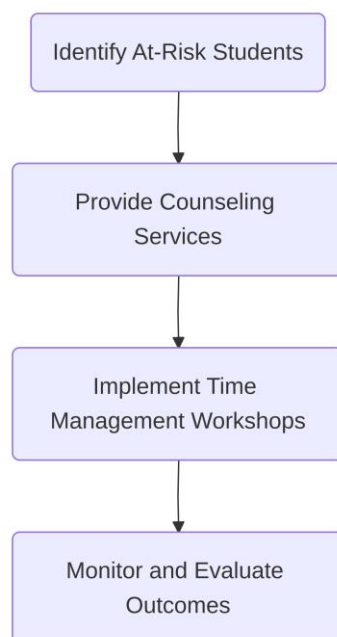 Identify At-Risk Students
Provide Counseling
Services
Implement Time
Management Workshops
Monitor and Evaluate
Outcomes